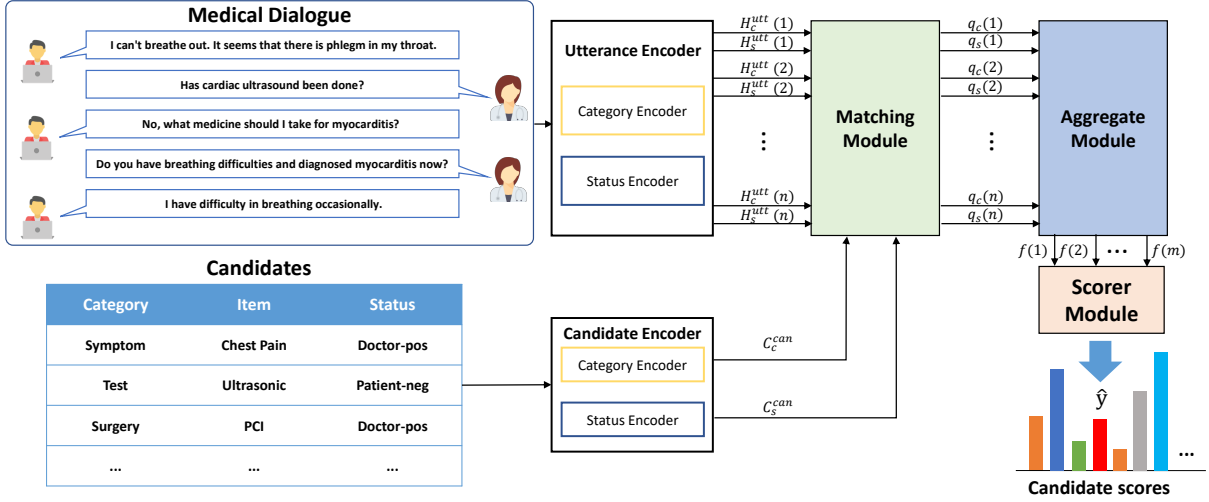 Medical Dialogue
I can't breathe out. It seems that there is phlegm in my throat.
Has cardiac ultrasound been done?
No, what medicine should I take for myocarditis?
Do you have breathing difficulties and diagnosed myocarditis now?
I have difficulty in breathing occasionally.
Utterance Encoder
Category Encoder
Status Encoder
H_c^{utt}(1)
H_s^{utt}(1)
H_c^{utt}(2)
H_s^{utt}(2)
⋮
H_c^{utt}(n)
H_s^{utt}(n)
Matching
Module
q_c(1)
q_s(1)
q_c(2)
q_s(2)
⋮
q_c(n)
q_s(n)
Aggregate
Module
f(1) f(2) ••• f(m)
Scorer
Module
ŷ
...
Candidate scores
Candidates
Category Item Status
Symptom Chest Pain Doctor-pos
Test Ultrasonic Patient-neg
Surgery PCI Doctor-pos
... ... ...
Candidate Encoder
Category Encoder
Status Encoder
C_c^{can}
C_s^{can}